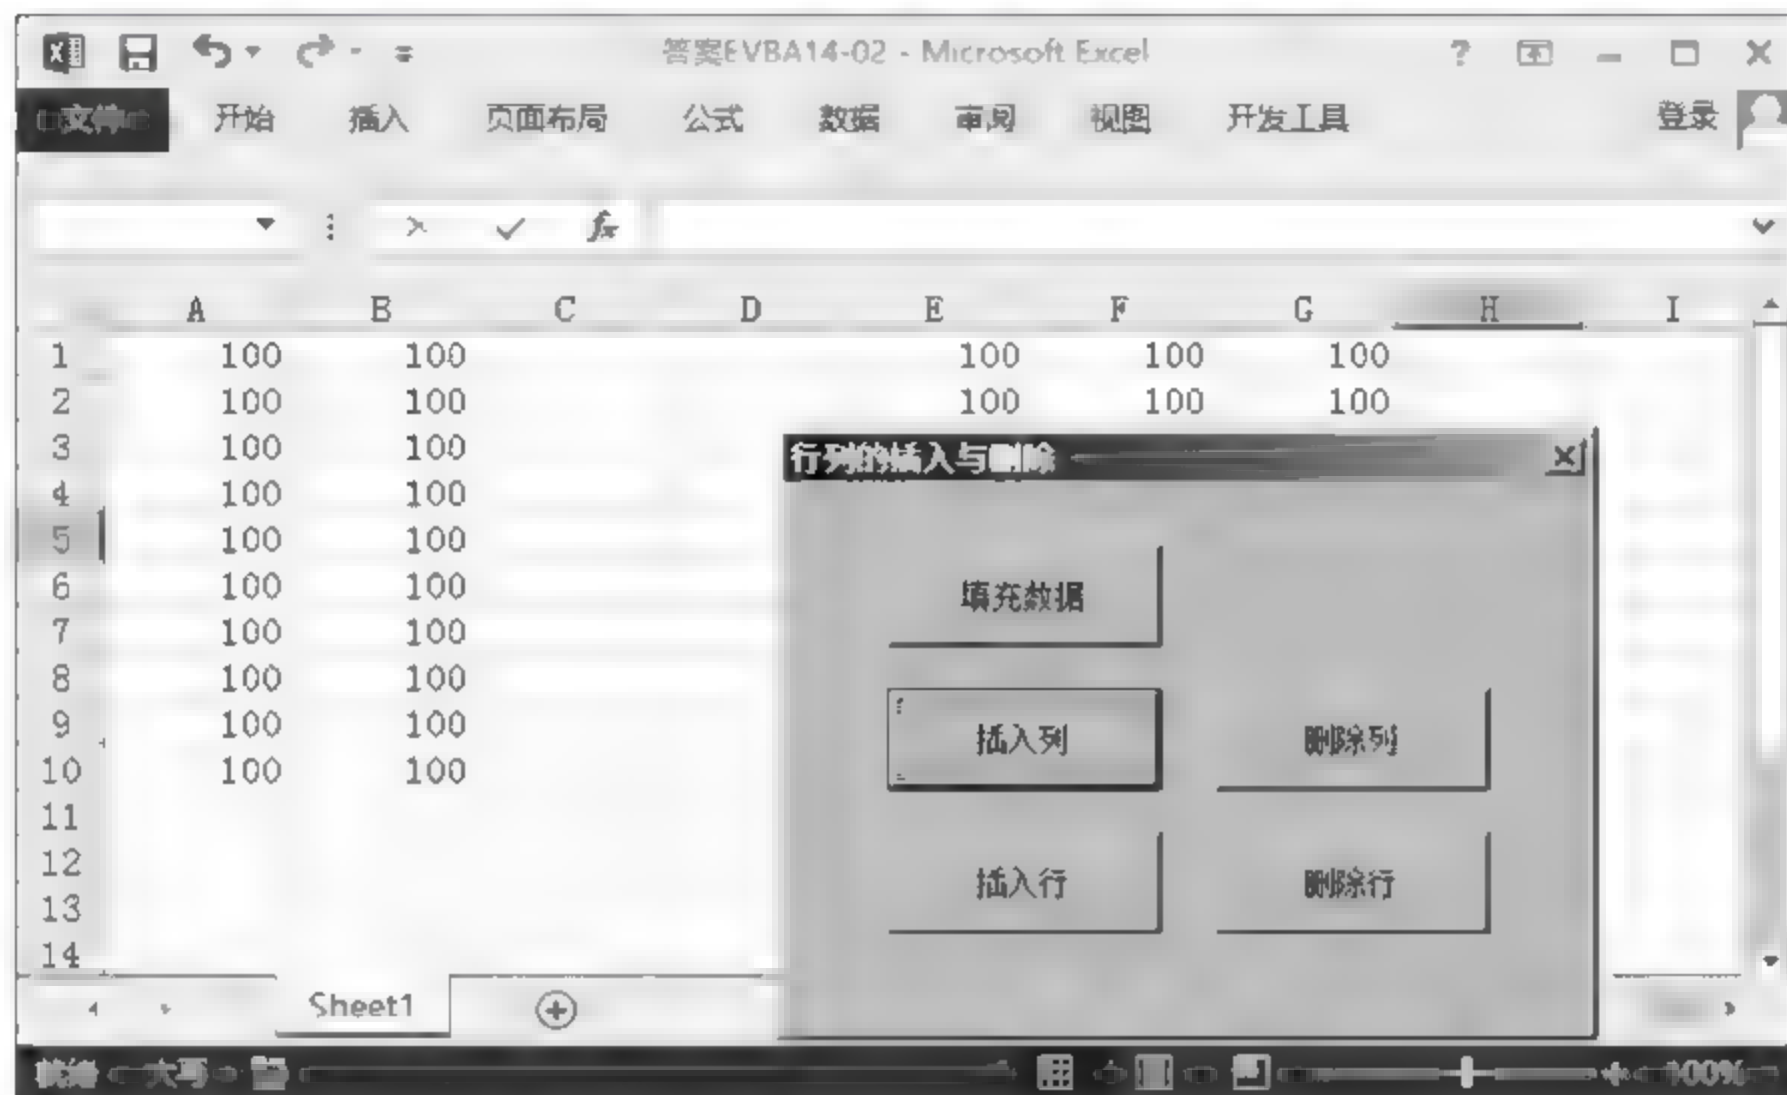 答案EVBA14-02 - Microsoft Excel ?
文件 开始 插入 页面布局 公式 数据 审阅 视图 开发工具 登录
fx
A B C D E F G H I
1 100 100 100 100 100
2 100 100 100 100 100
3 100 100
4 100 100
5 100 100
6 100 100
7 100 100
8 100 100
9 100 100
10 100 100
11
12
13
14
行列的插入与删除
填充数据
插入列 删除列
插入行 删除行
Sheet1
就绪 大写 100%